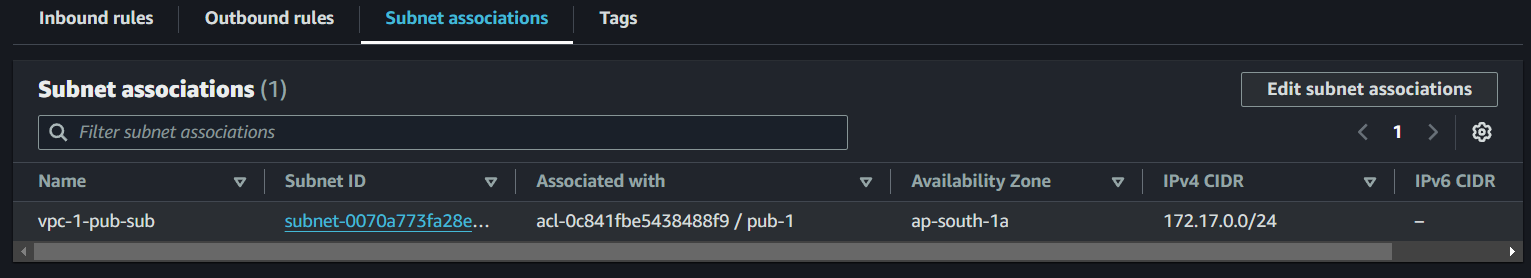 Inbound rules Outbound rules Subnet associations Tags
Subnet associations (1) Edit subnet associations
Filter subnet associations 1
Name Subnet ID Associated with Availability Zone IPv4 CIDR IPv6 CIDR
vpc-1-pub-sub subnet-0070a773fa28e... acl-0c841fbe5438488f9 / pub-1 ap-south-1a 172.17.0.0/24 –